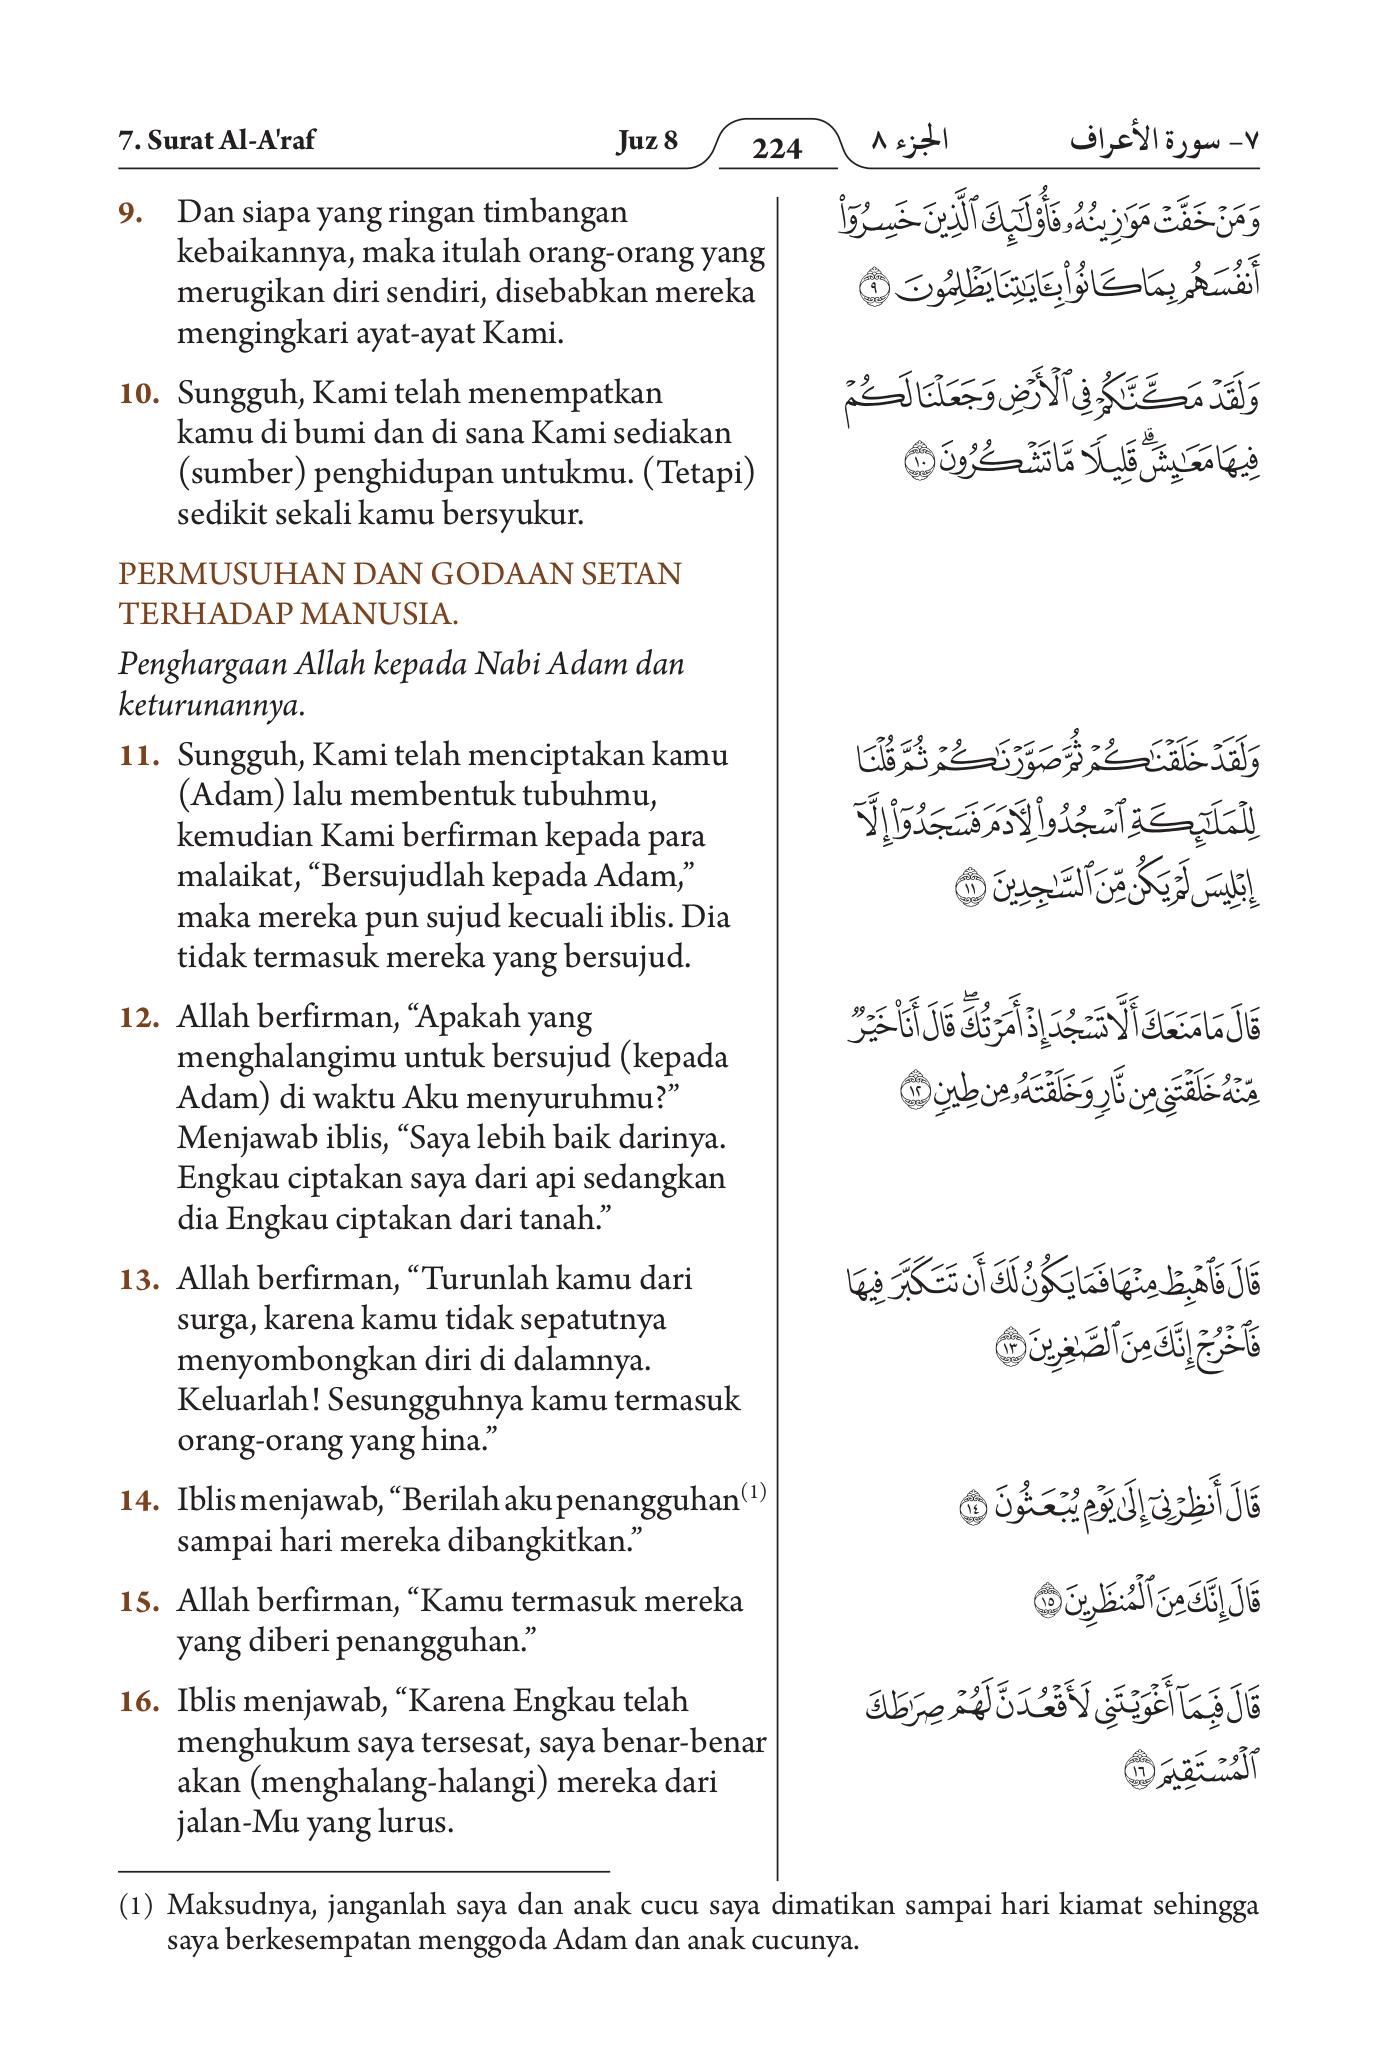 7. Surat Al-A'raf
Juz 8
224
الجزء ٨
٧- سورة الأعراف
9. Dan siapa yang ringan timbangan
kebaikannya, maka itulah orang-orang yang
merugikan diri sendiri, disebabkan mereka
mengingkari ayat-ayat Kami.
10. Sungguh, Kami telah menempatkan
kamu di bumi dan di sana Kami sediakan
(sumber) penghidupan untukmu. (Tetapi)
sedikit sekali kamu bersyukur.
PERMUSUHAN DAN GODAAN SETAN
TERHADAP MANUSIA.
Penghargaan Allah kepada Nabi Adam dan
keturunannya.
11. Sungguh, Kami telah menciptakan kamu
(Adam) lalu membentuk tubuhmu,
kemudian Kami berfirman kepada para
malaikat, “Bersujudlah kepada Adam,”
maka mereka pun sujud kecuali iblis. Dia
tidak termasuk mereka yang bersujud.
12. Allah berfirman, “Apakah yang
menghalangimu untuk bersujud (kepada
Adam) di waktu Aku menyuruhmu?”
Menjawab iblis, “Saya lebih baik darinya.
Engkau ciptakan saya dari api sedangkan
dia Engkau ciptakan dari tanah.”
13. Allah berfirman, “Turunlah kamu dari
surga, karena kamu tidak sepatutnya
menyombongkan diri di dalamnya.
Keluarlah! Sesungguhnya kamu termasuk
orang-orang yang hina.”
14. Iblis menjawab, “Berilah aku penangguhan(1)
sampai hari mereka dibangkitkan.”
15. Allah berfirman, “Kamu termasuk mereka
yang diberi penangguhan.”
16. Iblis menjawab, “Karena Engkau telah
menghukum saya tersesat, saya benar-benar
akan (menghalang-halangi) mereka dari
jalan-Mu yang lurus.
وَمَنْ خَفَّتْ مَوَٰزِينُهُۥ فَأُو۟لَٰٓئِكَ ٱلَّذِينَ خَسِرُوٓا۟
أَنفُسَهُم بِمَا كَانُوا۟ بِـَٔايَٰتِنَا يَظْلِمُونَ ٩
وَلَقَدْ مَكَّنَّٰكُمْ فِى ٱلْأَرْضِ وَجَعَلْنَا لَكُمْ
فِيهَا مَعَٰيِشَ ۗ قَلِيلًا مَّا تَشْكُرُونَ ١٠
وَلَقَدْ خَلَقْنَٰكُمْ ثُمَّ صَوَّرْنَٰكُمْ ثُمَّ قُلْنَا
لِلْمَلَٰٓئِكَةِ ٱسْجُدُوا۟ لِـَٔادَمَ فَسَجَدُوٓا۟ إِلَّآ
إِبْلِيسَ لَمْ يَكُن مِّنَ ٱلسَّٰجِدِينَ ١١
قَالَ مَا مَنَعَكَ أَلَّا تَسْجُدَ إِذْ أَمَرْتُكَ ۖ قَالَ أَنَا۠ خَيْرٌ
مِّنْهُ خَلَقْتَنِى مِن نَّارٍ وَخَلَقْتَهُۥ مِن طِينٍ ١٢
قَالَ فَٱهْبِطْ مِنْهَا فَمَا يَكُونُ لَكَ أَن تَتَكَبَّرَ فِيهَا
فَٱخْرُجْ إِنَّكَ مِنَ ٱلصَّٰغِرِينَ ١٣
قَالَ أَنظِرْنِىٓ إِلَىٰ يَوْمِ يُبْعَثُونَ ١٤
قَالَ إِنَّكَ مِنَ ٱلْمُنظَرِينَ ١٥
قَالَ فَبِمَآ أَغْوَيْتَنِى لَأَقْعُدَنَّ لَهُمْ صِرَٰطَكَ
ٱلْمُسْتَقِيمَ ١٦
(1) Maksudnya, janganlah saya dan anak cucu saya dimatikan sampai hari kiamat sehingga
saya berkesempatan menggoda Adam dan anak cucunya.